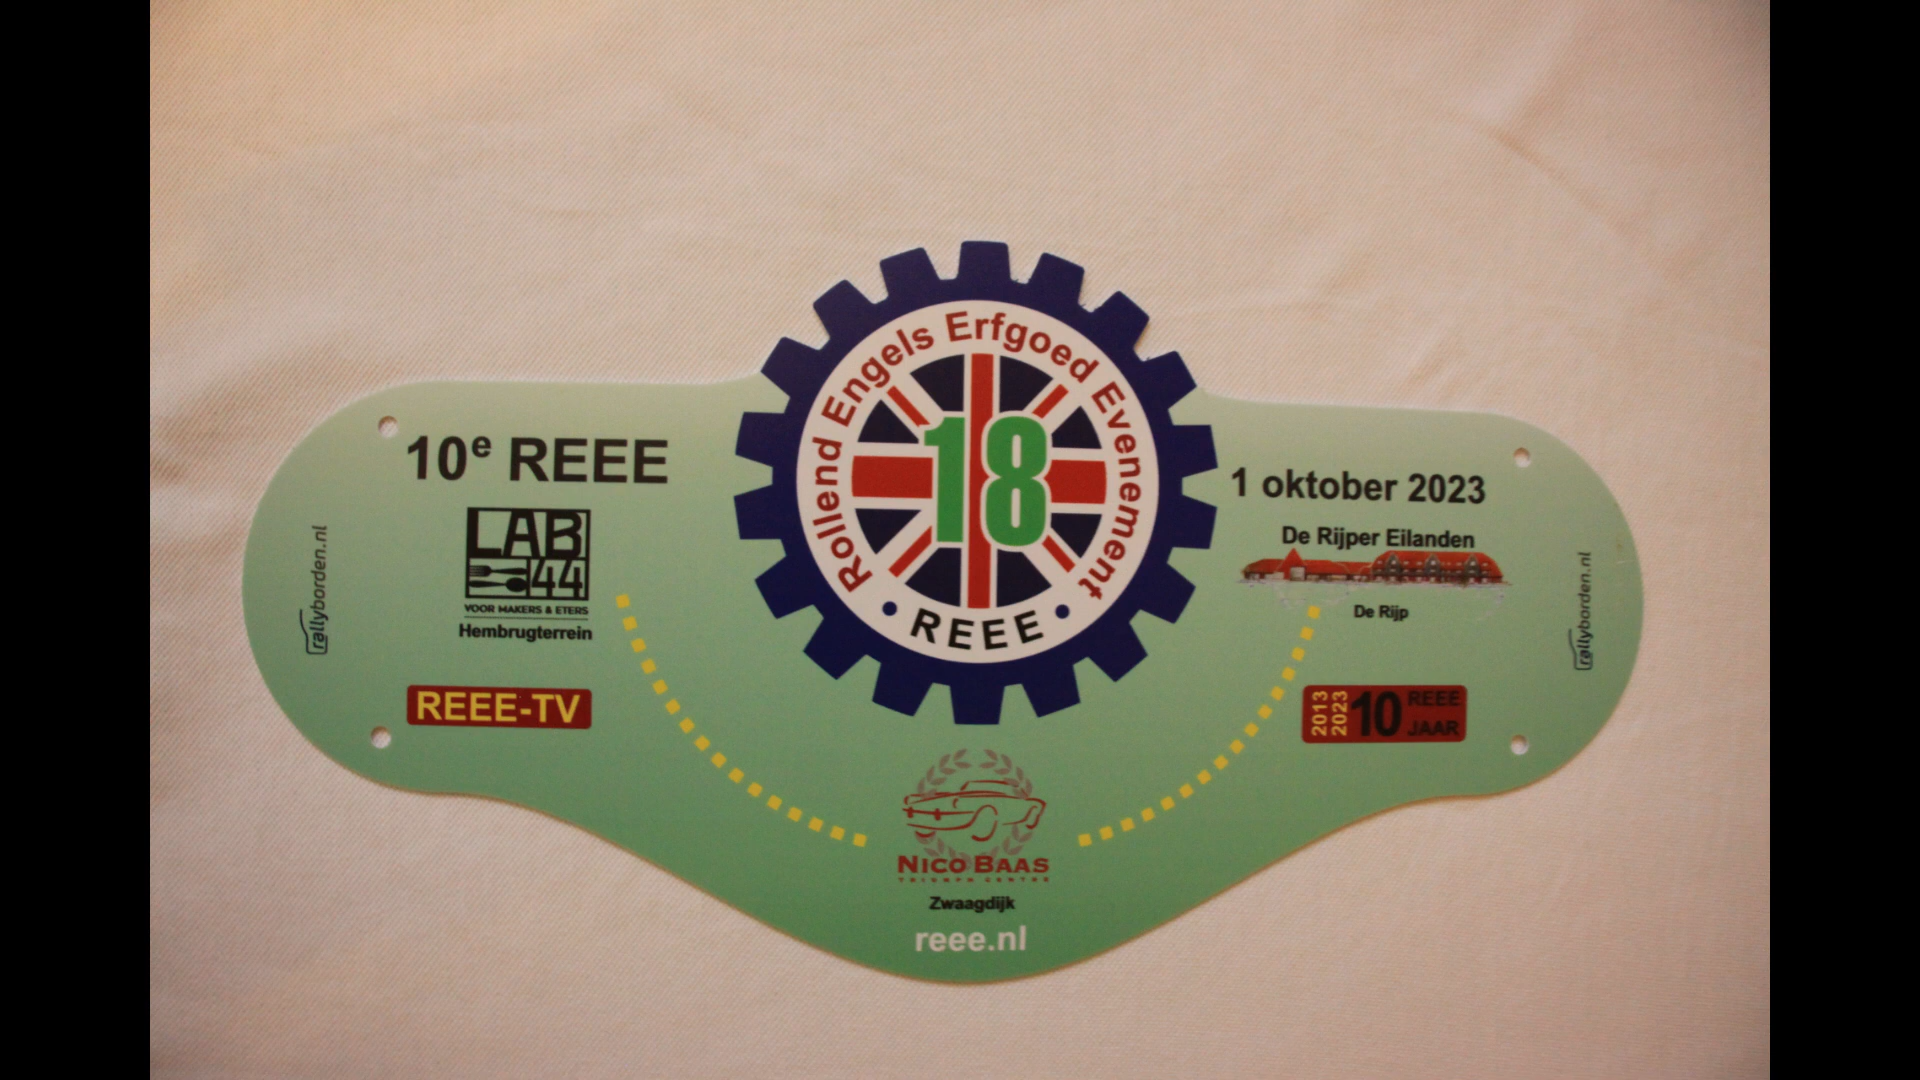 10e REEE
LAB
44
VOOR MAKERS & ETERS
Hembrugterrein
REEE-TV
rallyborden.nl
Rollend Engels Erfgoed Evenement
18
• REEE •
NICO BAAS
TRIUMPH CENTRE
Zwaagdijk
reee.nl
1 oktober 2023
De Rijper Eilanden
De Rijp
2013
2023
10
REEE
JAAR
rallyborden.nl